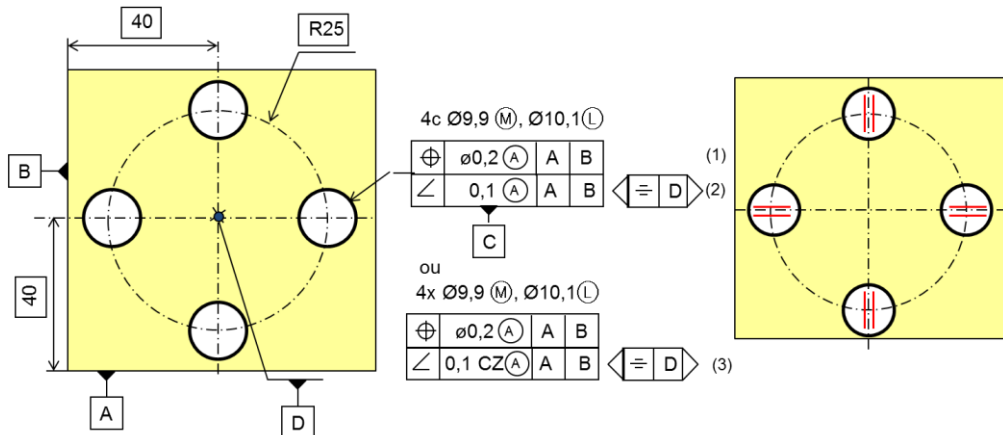 40
R25
4c Ø9,9 Ⓜ, Ø10,1 Ⓛ
⌖ ø0,2 Ⓐ A B (1)
∠ 0,1 Ⓐ A B ⌯ D (2)
B
C
ou
4x Ø9,9 Ⓜ, Ø10,1 Ⓛ
40
⌖ ø0,2 Ⓐ A B
∠ 0,1 CZ Ⓐ A B ⌯ D (3)
A
D